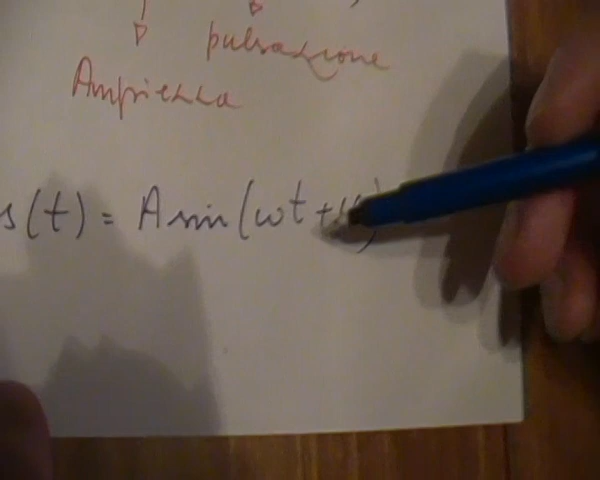 pulsazione
Ampiezza
s(t) = A sin(ωt +